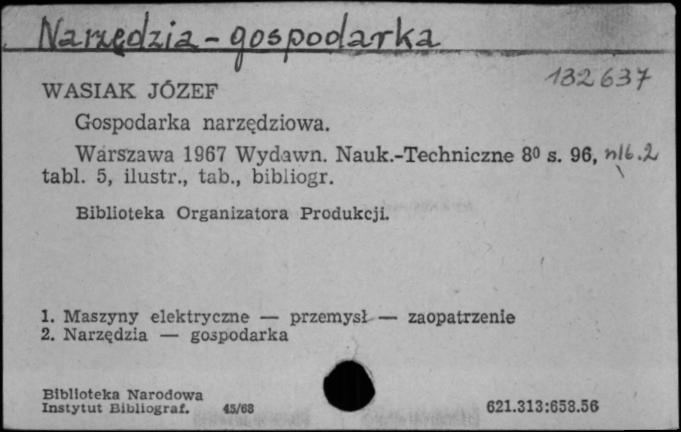 Narzędzia - gospodarka
132637
WASIAK JÓZEF
Gospodarka narzędziowa.
Warszawa 1967 Wydawn. Nauk.-Techniczne 8⁰ s. 96, nlb. 2
tabl. 5, ilustr., tab., bibliogr.
Biblioteka Organizatora Produkcji.
1. Maszyny elektryczne — przemysł — zaopatrzenie
2. Narzędzia — gospodarka
Biblioteka Narodowa
Instytut Bibliograf. 45/68
621.313:658.56